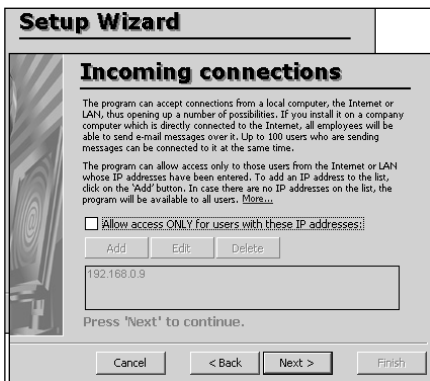 Setup Wizard
Incoming connections
The program can accept connections from a local computer, the Internet or
LAN, thus opening up a number of possibilities. If you install it on a company
computer which is directly connected to the Internet, all employees will be
able to send e-mail messages over it. Up to 100 users who are sending
messages can be connected to it at the same time.
The program can allow access only to those users from the Internet or LAN
whose IP addresses have been entered. To add an IP address to the list,
click on the 'Add' button. In case there are no IP addresses on the list, the
program will be available to all users. More...
Allow access ONLY for users with these IP addresses:
Add Edit Delete
192.168.0.9
Press 'Next' to continue.
Cancel < Back Next > Finish